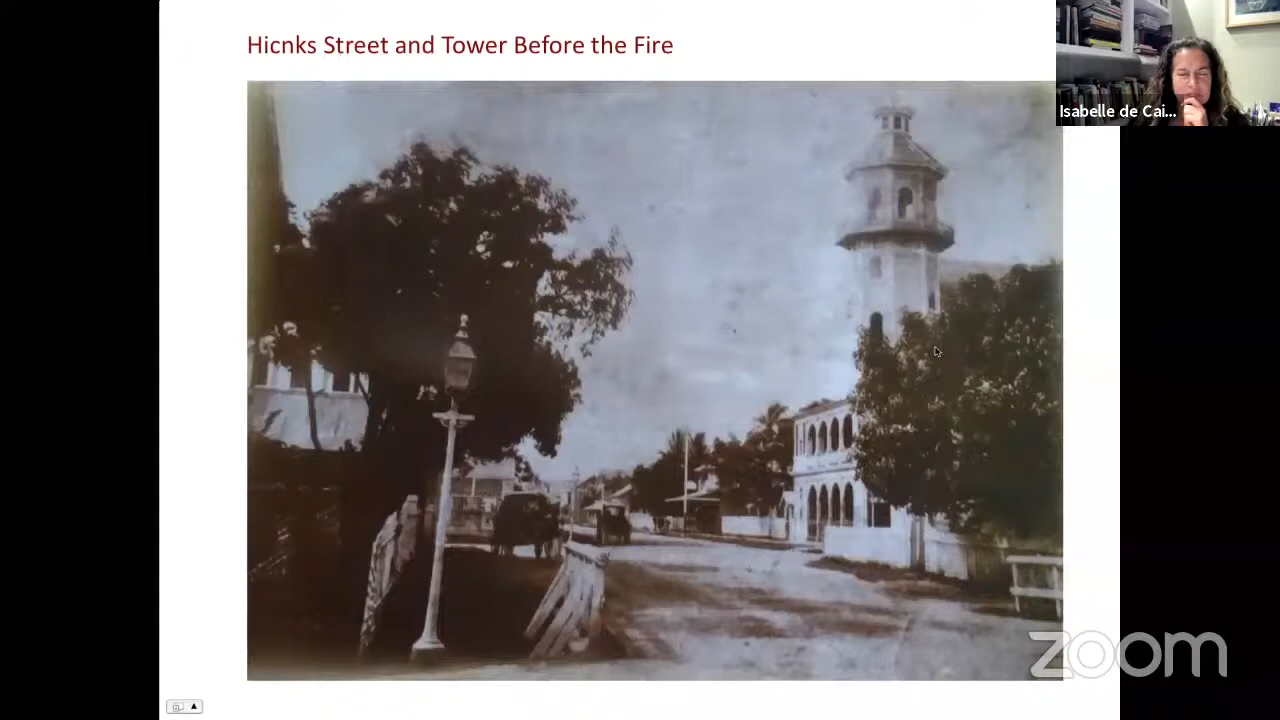 Hicnks Street and Tower Before the Fire
Isabelle de Cai...
zoom